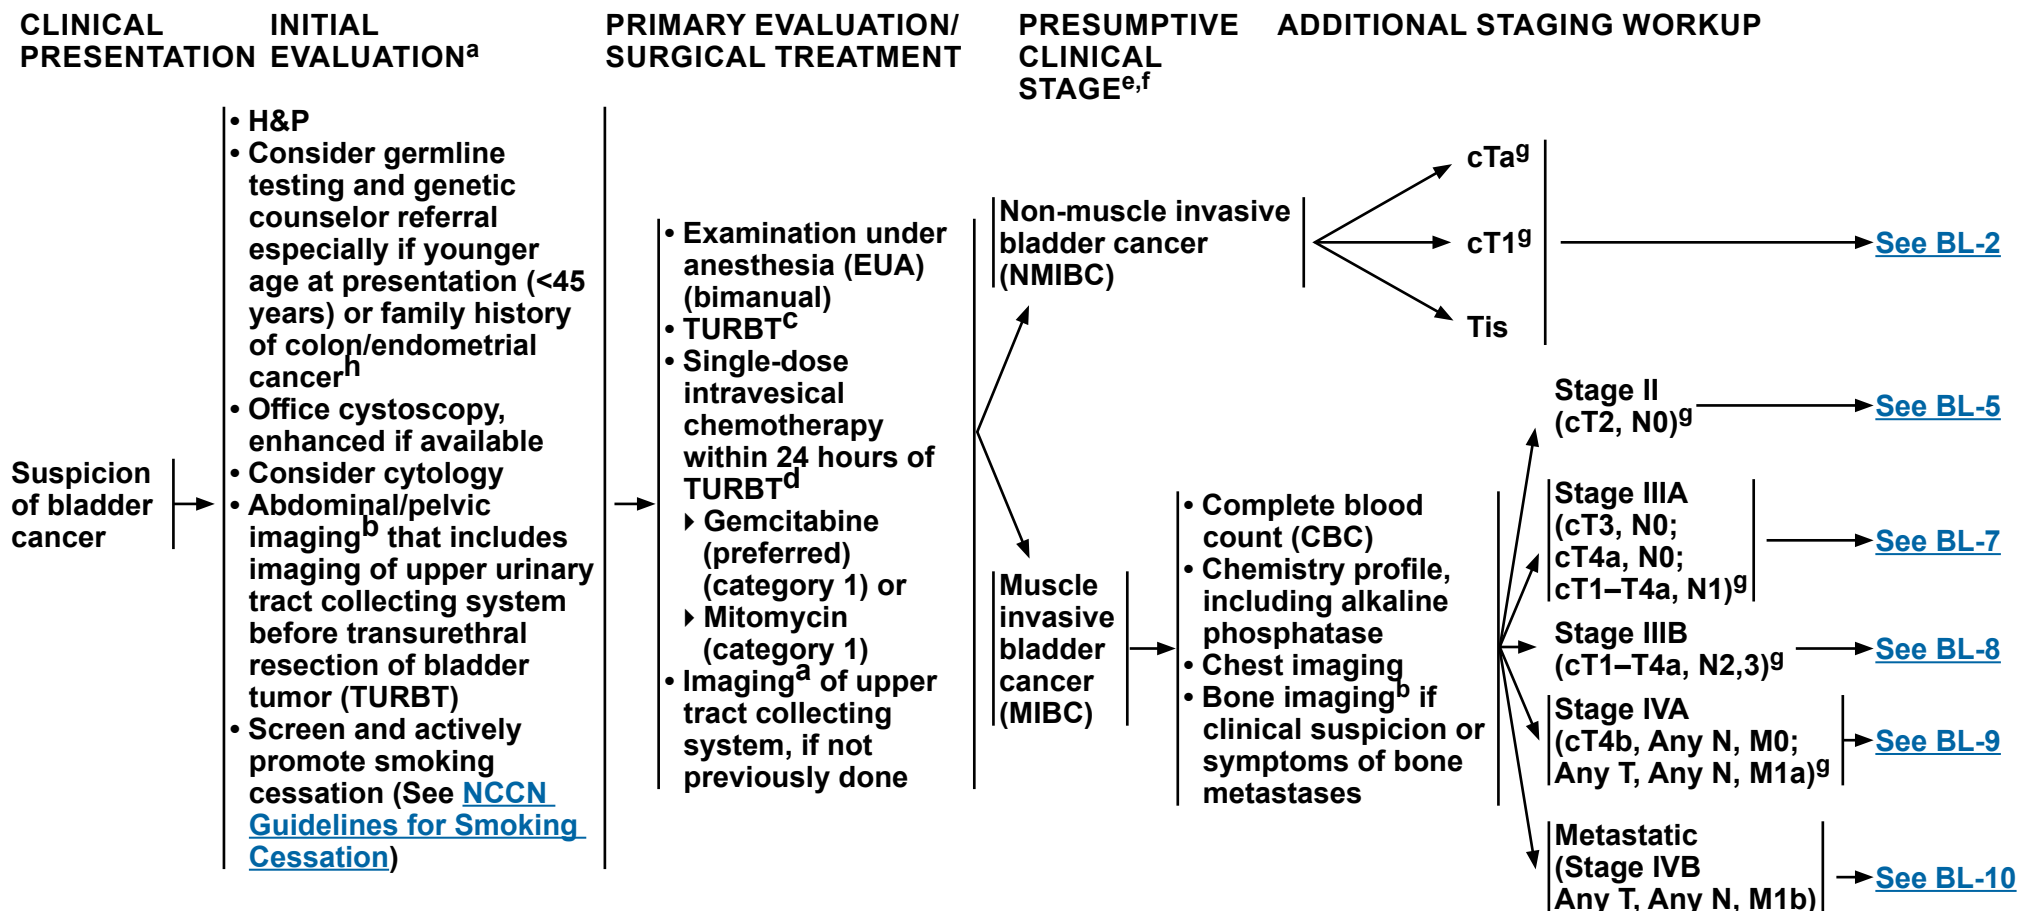 CLINICAL
PRESENTATION
INITIAL
EVALUATIONa
PRIMARY EVALUATION/
SURGICAL TREATMENT
PRESUMPTIVE
CLINICAL
STAGEe,f
ADDITIONAL STAGING WORKUP
Suspicion
of bladder
cancer
• H&P
• Consider germline
testing and genetic
counselor referral
especially if younger
age at presentation (<45
years) or family history
of colon/endometrial
cancerh
• Office cystoscopy,
enhanced if available
• Consider cytology
• Abdominal/pelvic
imagingb that includes
imaging of upper urinary
tract collecting system
before transurethral
resection of bladder
tumor (TURBT)
• Screen and actively
promote smoking
cessation (See NCCN
Guidelines for Smoking
Cessation)
• Examination under
anesthesia (EUA)
(bimanual)
• TURBTc
• Single-dose
intravesical
chemotherapy
within 24 hours of
TURBTd
▸ Gemcitabine
(preferred)
(category 1) or
▸ Mitomycin
(category 1)
• Imaginga of upper
tract collecting
system, if not
previously done
Non-muscle invasive
bladder cancer
(NMIBC)
cTag
cT1g
Tis
See BL-2
Muscle
invasive
bladder
cancer
(MIBC)
• Complete blood
count (CBC)
• Chemistry profile,
including alkaline
phosphatase
• Chest imaging
• Bone imagingb if
clinical suspicion or
symptoms of bone
metastases
Stage II
(cT2, N0)g
See BL-5
Stage IIIA
(cT3, N0;
cT4a, N0;
cT1–T4a, N1)g
See BL-7
Stage IIIB
(cT1–T4a, N2,3)g
See BL-8
Stage IVA
(cT4b, Any N, M0;
Any T, Any N, M1a)g
See BL-9
Metastatic
(Stage IVB
Any T, Any N, M1b)
See BL-10